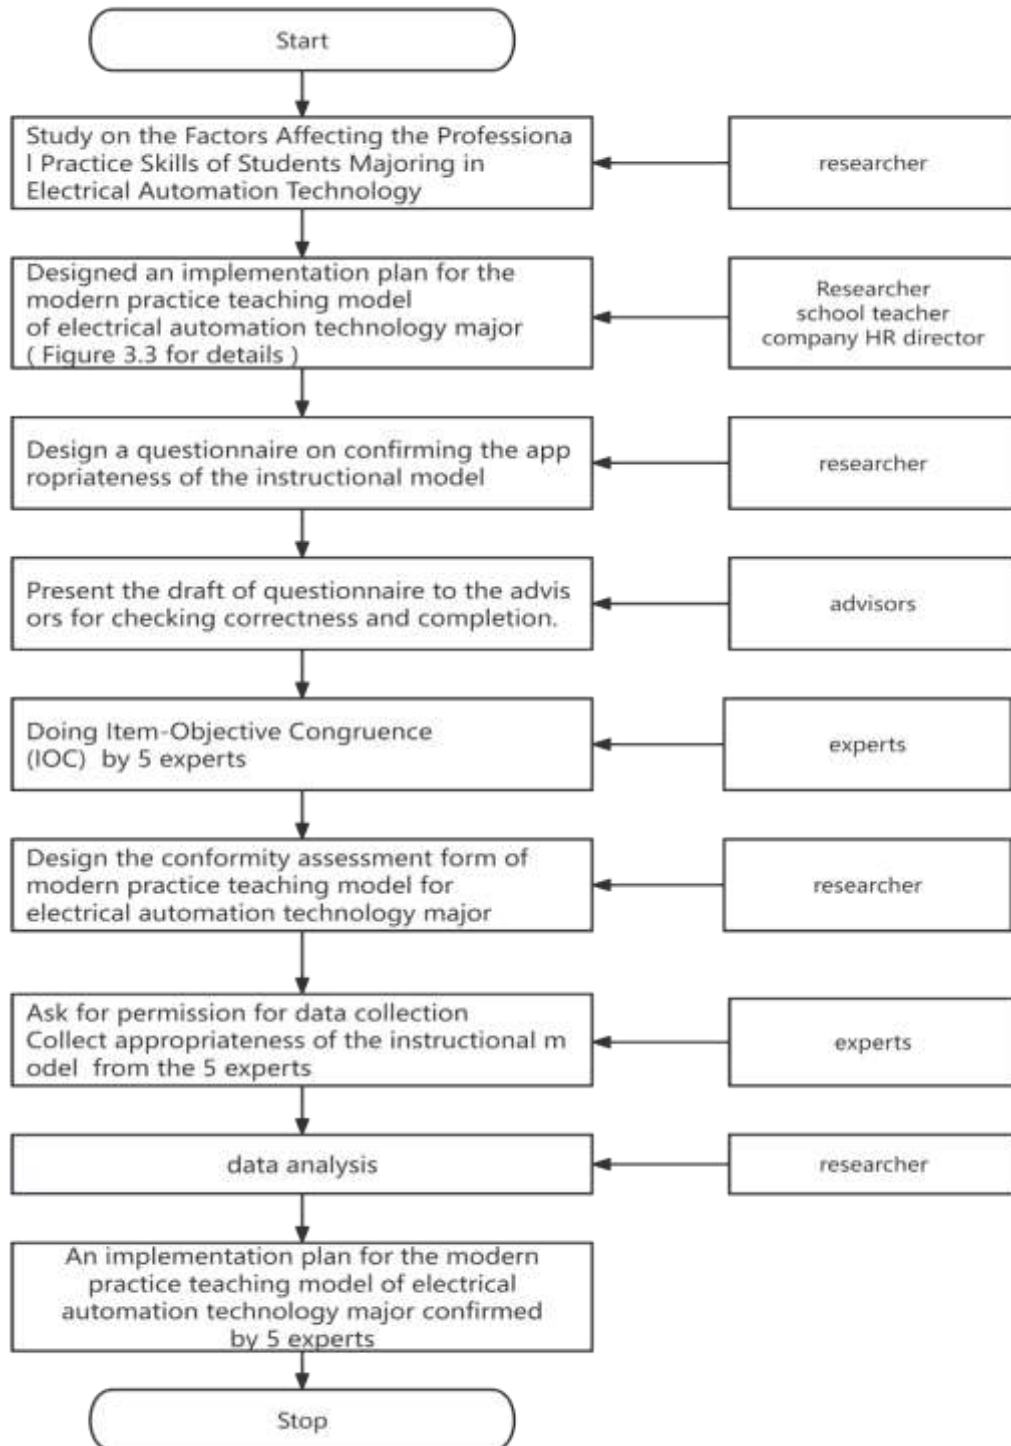 Start
Study on the Factors Affecting the Professiona
l Practice Skills of Students Majoring in
Electrical Automation Technology
researcher
Designed an implementation plan for the
modern practice teaching model
of electrical automation technology major
( Figure 3.3 for details )
Researcher
school teacher
company HR director
Design a questionnaire on confirming the app
ropriateness of the instructional model
researcher
Present the draft of questionnaire to the advis
ors for checking correctness and completion.
advisors
Doing Item-Objective Congruence
(IOC) by 5 experts
experts
Design the conformity assessment form of
modern practice teaching model for
electrical automation technology major
researcher
Ask for permission for data collection
Collect appropriateness of the instructional m
odel from the 5 experts
experts
data analysis
researcher
An implementation plan for the modern
practice teaching model of electrical
automation technology major confirmed
by 5 experts
Stop